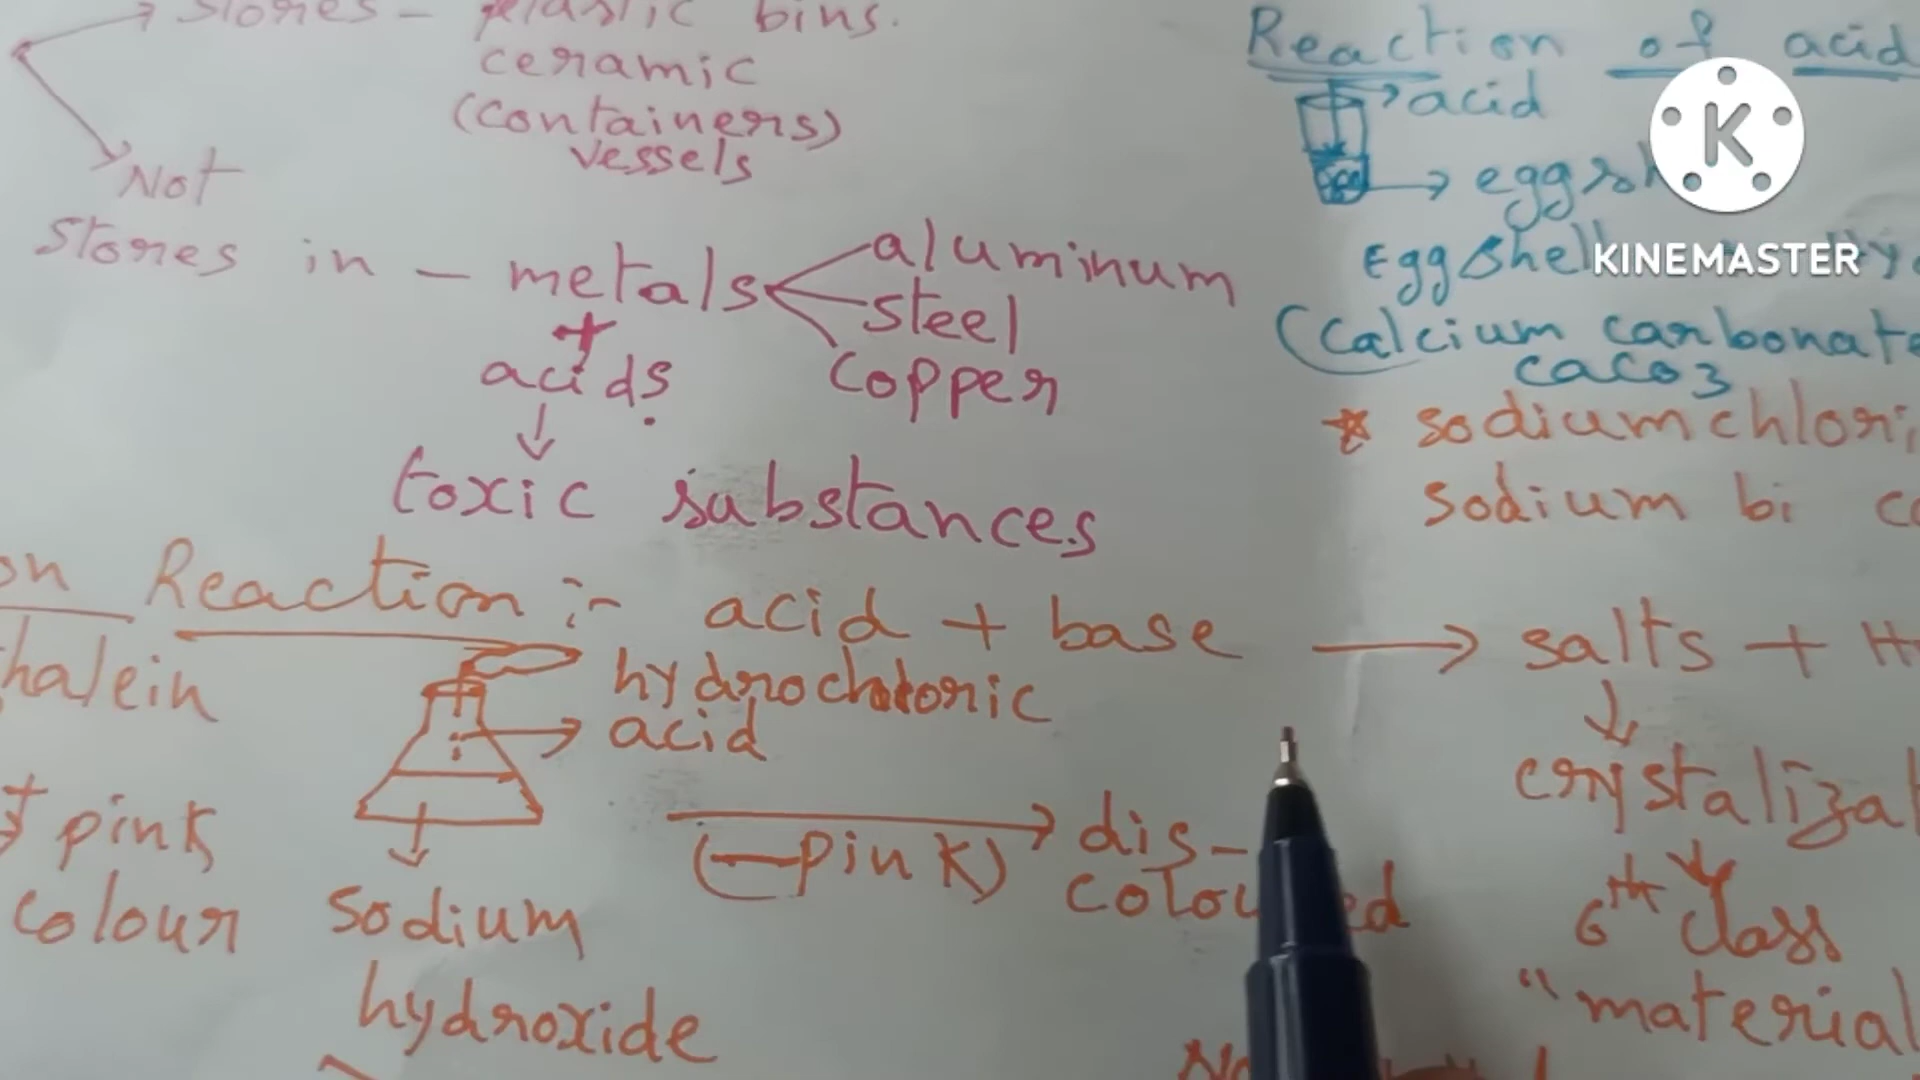 stores - plastic bins.
ceramic
(containers)
vessels
Not
stores in - metals
aluminum
steel
copper
+
acids
↓
toxic substances
Reaction of acid
acid
Egg shell
(calcium carbonate
caco3
* sodium chlori
sodium bi
Reaction :- acid + base → salts + H
halein
hydrochloric
acid
pink
colour
sodium
hydroxide
(-pink)
dis-
crystalizat
6th class
"material
K
KINEMASTER